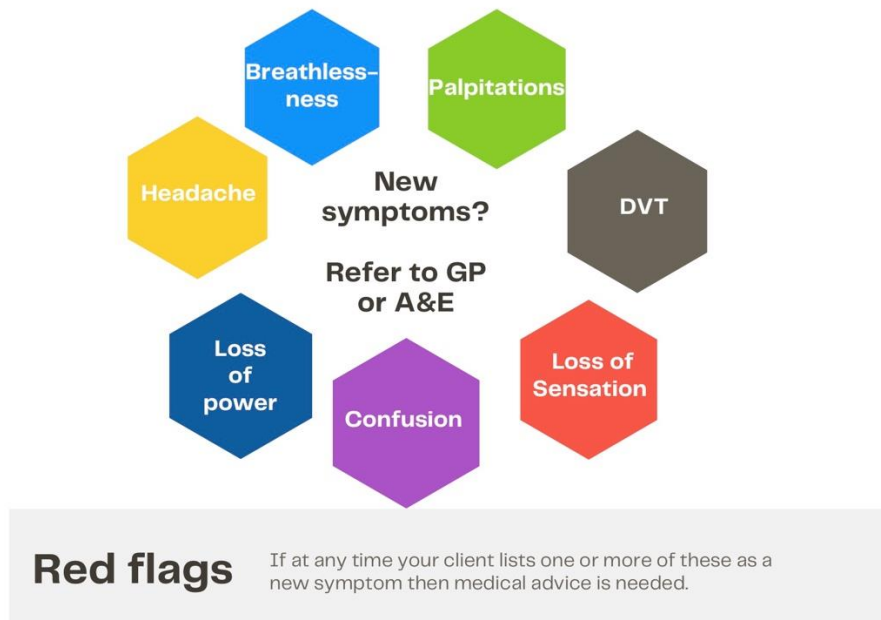 Breathless-
ness
Palpitations
Headache
New
symptoms?
DVT
Refer to GP
or A&E
Loss
of
power
Loss of
Sensation
Confusion
Red flags
If at any time your client lists one or more of these as a
new symptom then medical advice is needed.